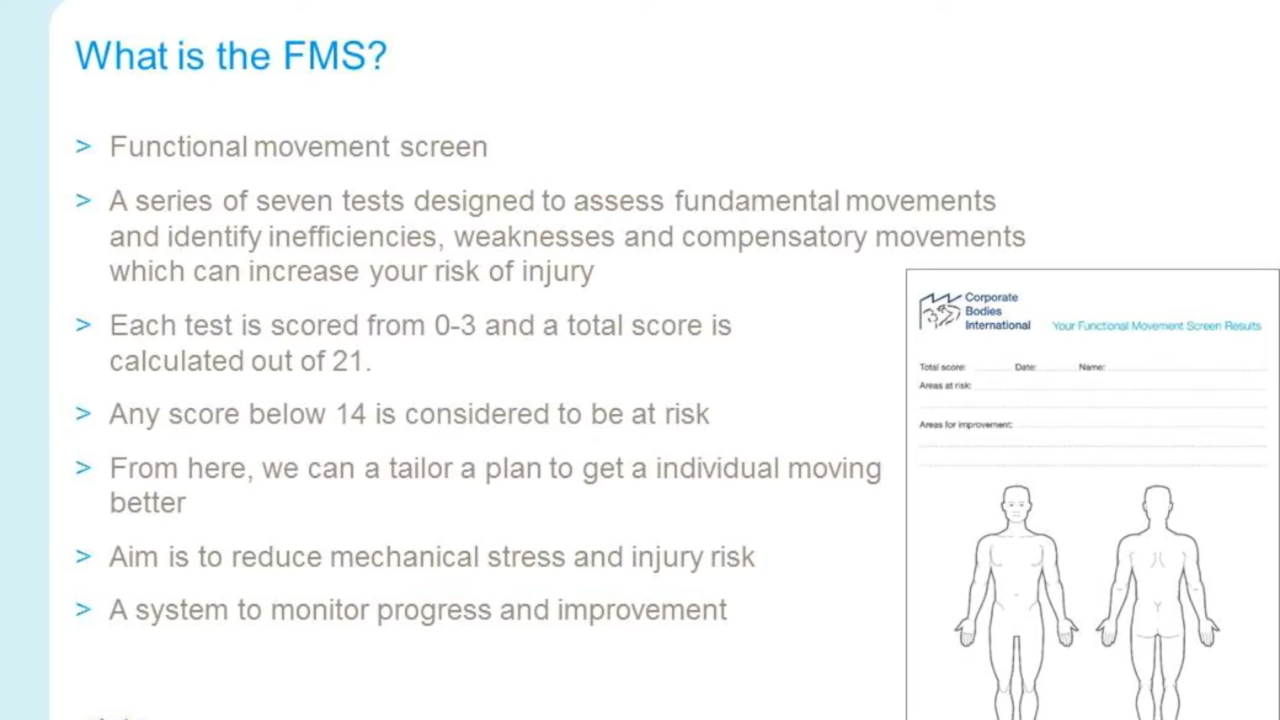 What is the FMS?
> Functional movement screen
> A series of seven tests designed to assess fundamental movements
and identify inefficiencies, weaknesses and compensatory movements
which can increase your risk of injury
> Each test is scored from 0-3 and a total score is
calculated out of 21.
> Any score below 14 is considered to be at risk
> From here, we can a tailor a plan to get a individual moving
better
> Aim is to reduce mechanical stress and injury risk
> A system to monitor progress and improvement
Corporate
Bodies
International
Your Functional Movement Screen Results
Total score: Date: Name:
Areas at risk:
Areas for improvement: